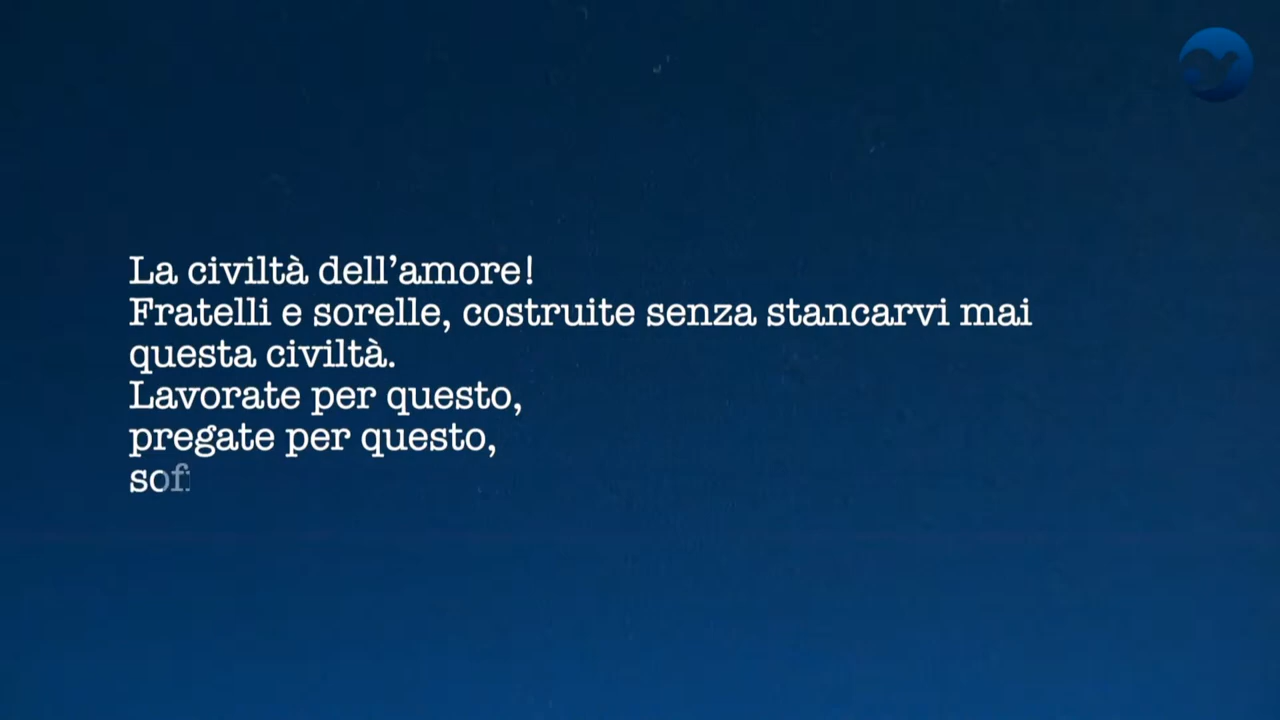 La civiltà dell’amore!
Fratelli e sorelle, costruite senza stancarvi mai
questa civiltà.
Lavorate per questo,
pregate per questo,